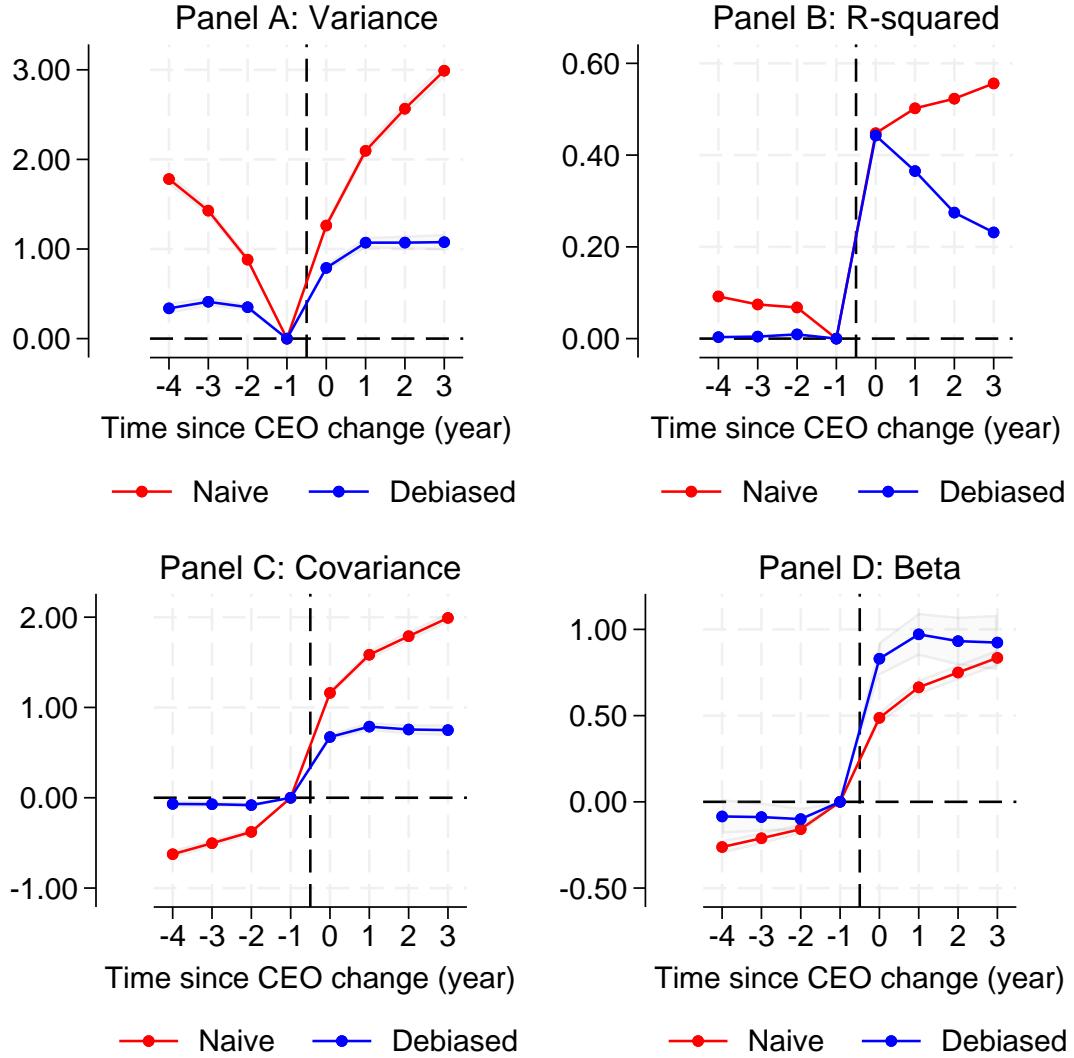 Panel A: Variance
3.00
2.00
1.00
0.00
-4 -3 -2 -1 0 1 2 3
Time since CEO change (year)
Naive Debiased
Panel B: R-squared
0.60
0.40
0.20
0.00
-4 -3 -2 -1 0 1 2 3
Time since CEO change (year)
Naive Debiased
Panel C: Covariance
2.00
1.00
0.00
-1.00
-4 -3 -2 -1 0 1 2 3
Time since CEO change (year)
Naive Debiased
Panel D: Beta
1.00
0.50
0.00
-0.50
-4 -3 -2 -1 0 1 2 3
Time since CEO change (year)
Naive Debiased